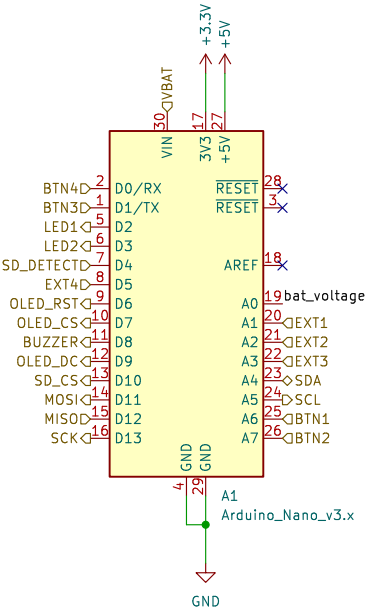 +3.3V
+5V
VBAT
30
17
27
VIN
3V3
+5V
BTN4 2 D0/RX RESET 28
BTN3 1 D1/TX RESET 3
LED1 5 D2
LED2 6 D3
SD_DETECT 7 D4 AREF 18
EXT4 8 D5
OLED_RST 9 D6 A0 19 bat_voltage
OLED_CS 10 D7 A1 20 EXT1
BUZZER 11 D8 A2 21 EXT2
OLED_DC 12 D9 A3 22 EXT3
SD_CS 13 D10 A4 23 SDA
MOSI 14 D11 A5 24 SCL
MISO 15 D12 A6 25 BTN1
SCK 16 D13 A7 26 BTN2
GND
GND
4
29
A1
Arduino_Nano_v3.x
GND